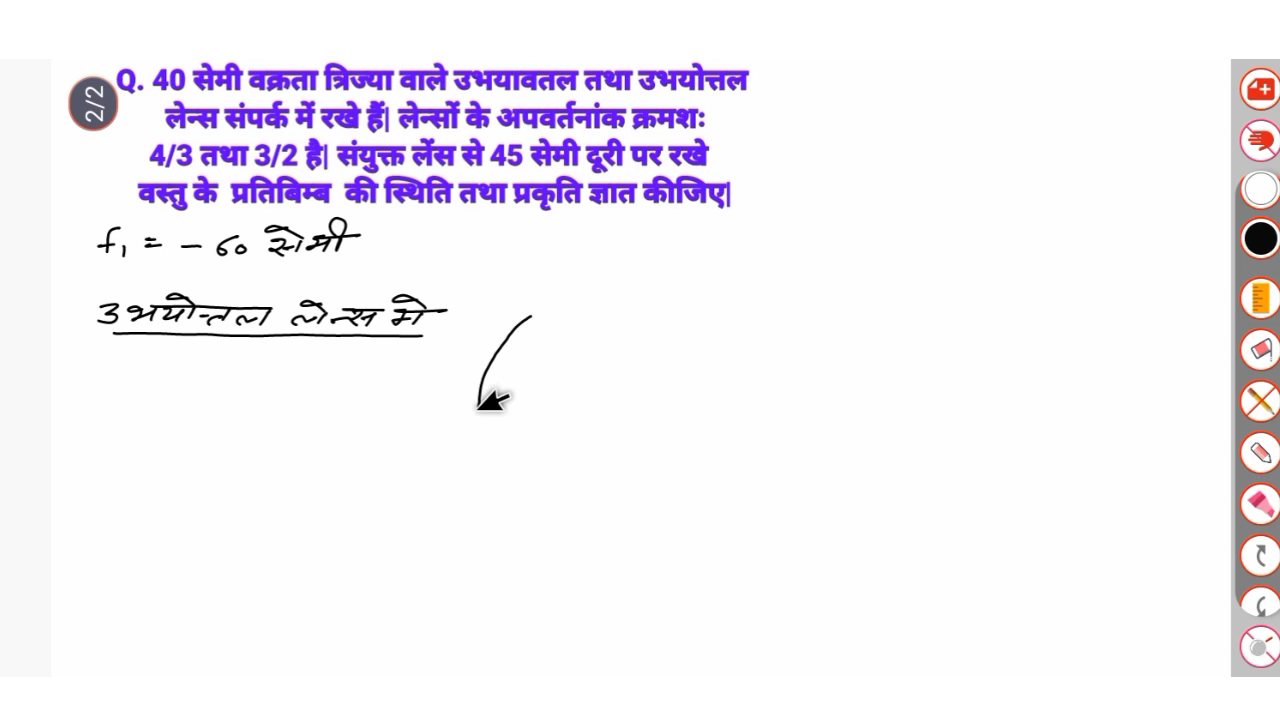 2/2
Q. 40 सेमी वक्रता त्रिज्या वाले उभयावतल तथा उभयोत्तल
लेन्स संपर्क में रखे हैं| लेन्सों के अपवर्तनांक क्रमशः
4/3 तथा 3/2 है| संयुक्त लेंस से 45 सेमी दूरी पर रखे
वस्तु के प्रतिबिम्ब की स्थिति तथा प्रकृति ज्ञात कीजिए|
f₁ = - 60 सेमी
उभयोत्तल लेन्स मे